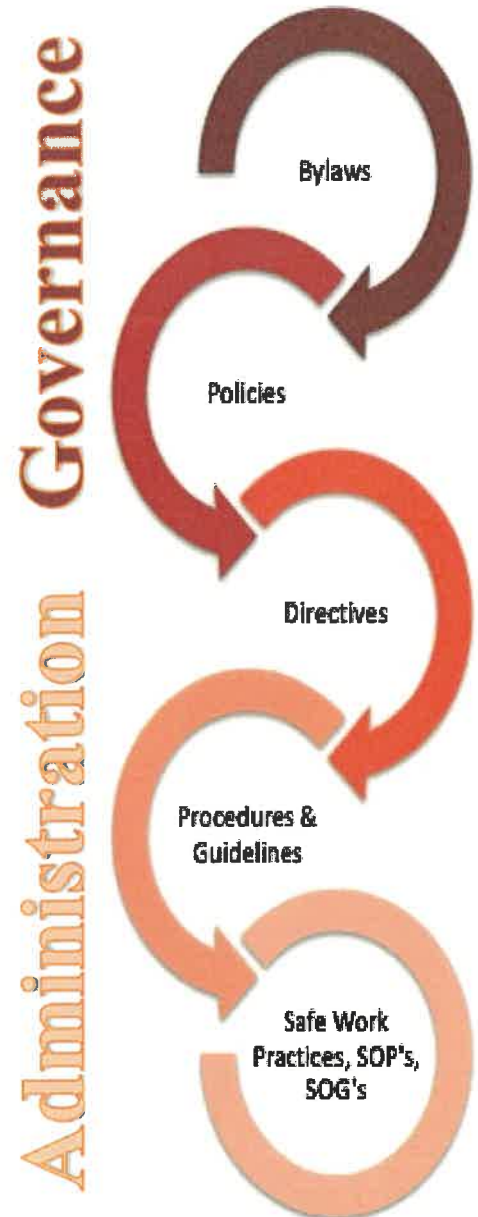 Governance
Bylaws
Policies
Directives
Administration
Procedures &
Guidelines
Safe Work
Practices, SOP's,
SOG's